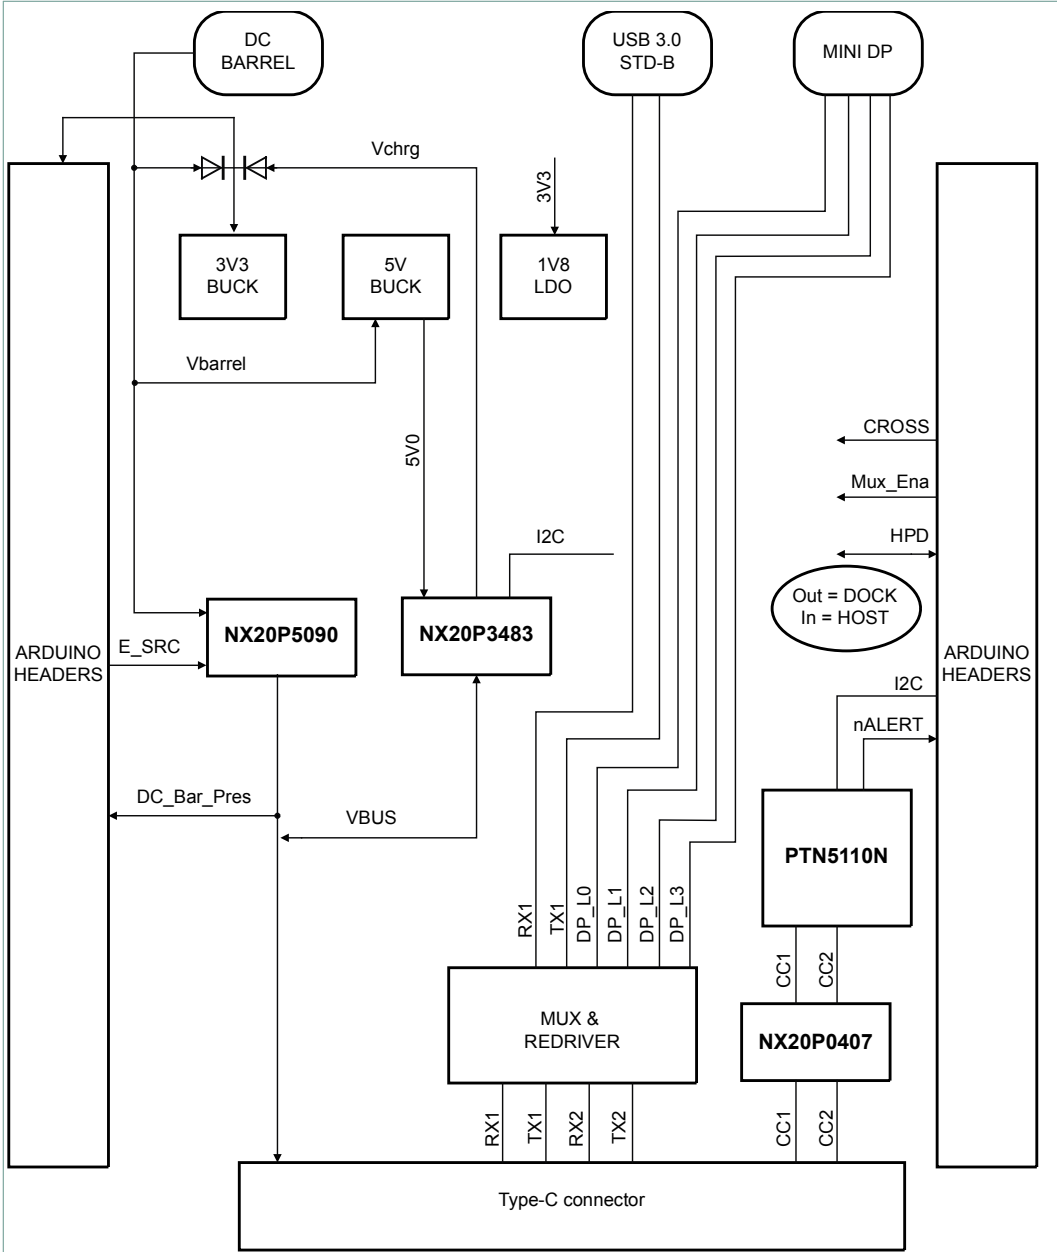 DC
BARREL
USB 3.0
STD-B
MINI DP
Vchrg
3V3
3V3
BUCK
5V
BUCK
1V8
LDO
Vbarrel
5V0
I2C
CROSS
Mux_Ena
HPD
Out = DOCK
In = HOST
ARDUINO
HEADERS
E_SRC
NX20P5090
NX20P3483
ARDUINO
HEADERS
I2C
nALERT
DC_Bar_Pres
VBUS
PTN5110N
RX1
TX1
DP_L0
DP_L1
DP_L2
DP_L3
CC1
CC2
MUX &
REDRIVER
NX20P0407
RX1
TX1
RX2
TX2
CC1
CC2
Type-C connector